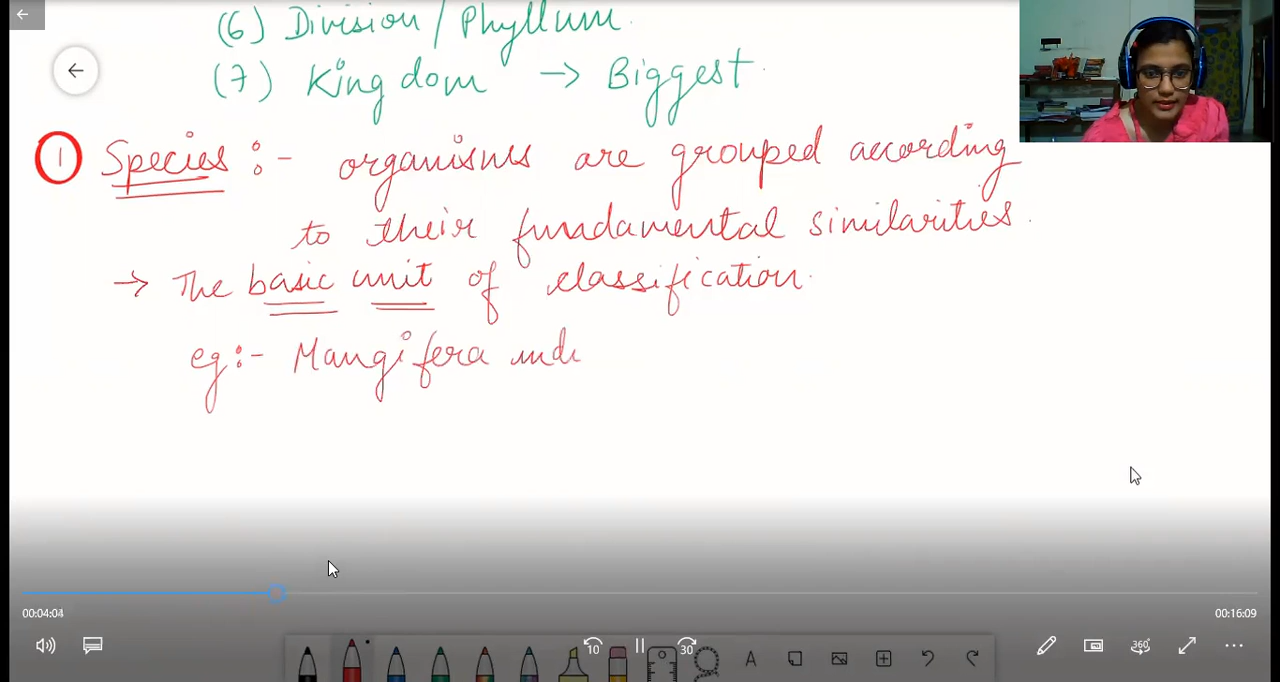 (6) Division / Phyllum.
(7) Kingdom → Biggest.
1 Species :- organisms are grouped according
to their fundamental similarities.
→ The basic unit of classification.
eg:- Mangifera indi
00:04:04
00:16:09
10
30
360
A